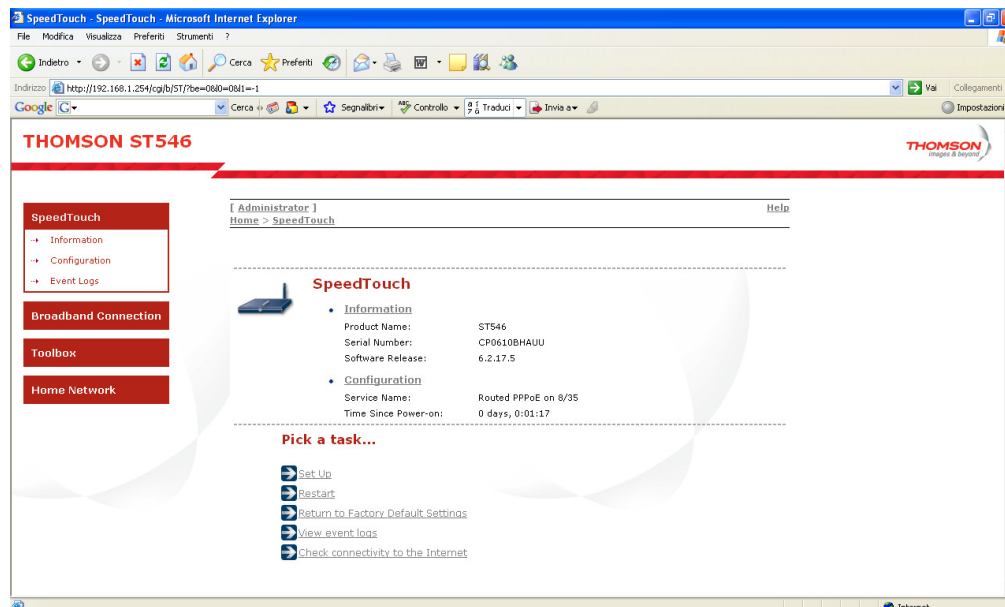 SpeedTouch - SpeedTouch - Microsoft Internet Explorer
File Modifica Visualizza Preferiti Strumenti ?
Indietro Cerca Preferiti
Indirizzo http://192.168.1.254/cgi/b/ST/?be=0&l0=0&l1=-1 Vai Collegamenti
Google G Cerca Segnalibri ABC Controllo Traduci Invia a Impostazioni
THOMSON ST546
THOMSON
images & beyond
[ Administrator ] Help
Home > SpeedTouch
SpeedTouch
Information
Configuration
Event Logs
Broadband Connection
Toolbox
Home Network
SpeedTouch
Information
Product Name: ST546
Serial Number: CP0610BHAUU
Software Release: 6.2.17.5
Configuration
Service Name: Routed PPPoE on 8/35
Time Since Power-on: 0 days, 0:01:17
Pick a task...
Set Up
Restart
Return to Factory Default Settings
View event logs
Check connectivity to the Internet
Internet